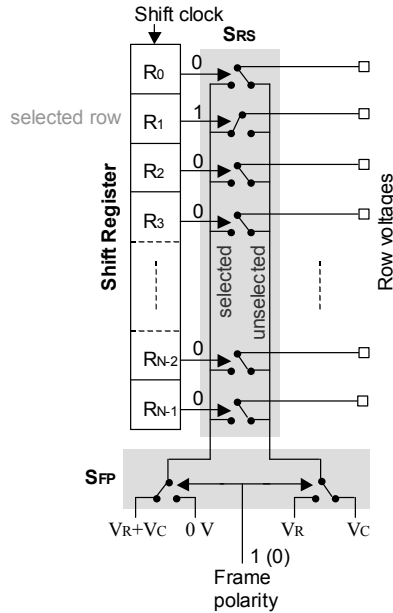 Shift clock
SRS
R0
0
selected row
R1
1
R2
0
R3
0
Shift Register
selected
unselected
Row voltages
RN-2
0
RN-1
0
SFP
VR+VC
0 V
VR
VC
1 (0)
Frame
polarity